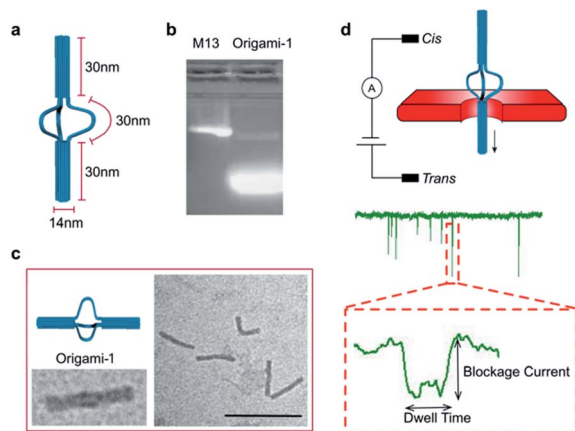 a
30nm
30nm
30nm
14nm
b
M13 Origami-1
c
Origami-1
d
Cis
A
Trans
Blockage Current
Dwell Time